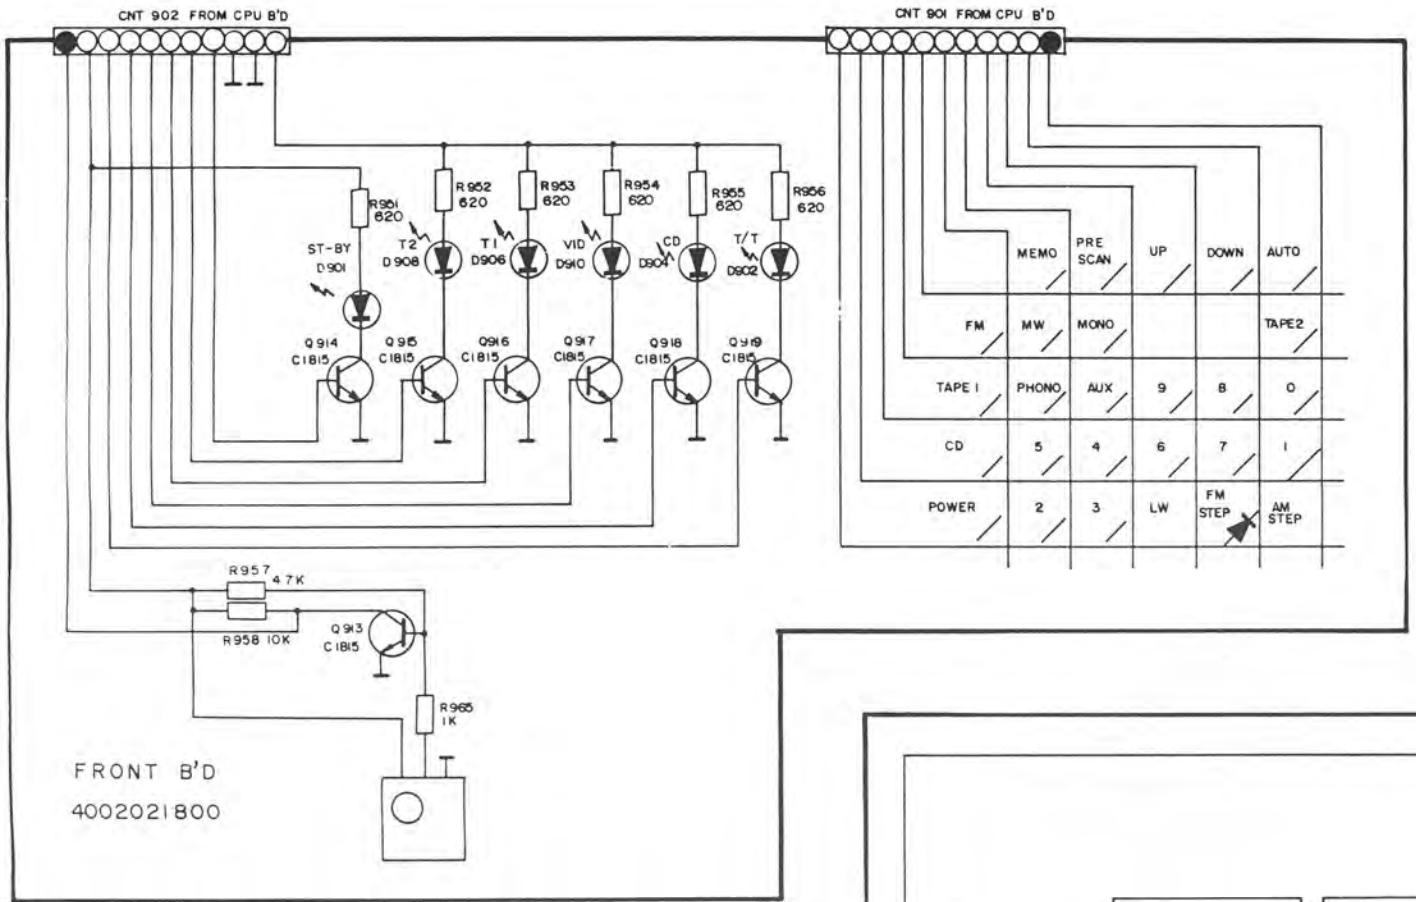 CNT 902 FROM CPU B'D
CNT 901 FROM CPU B'D
R951
620
R952
620
R953
620
R954
620
R955
620
R956
620
ST-BY
D901
T2
D908
T1
D906
VID
D910
CD
D904
T/T
D902
Q914
C1815
Q915
C1815
Q916
C1815
Q917
C1815
Q918
C1815
Q919
C1815
MEMO
PRE
SCAN
UP
DOWN
AUTO
FM
MW
MONO
TAPE2
TAPE 1
PHONO
AUX
9
8
0
CD
5
4
6
7
1
POWER
2
3
LW
FM
STEP
AM
STEP
R957
47K
R958 10K
Q913
C1815
R965
1K
FRONT B'D
4002021800